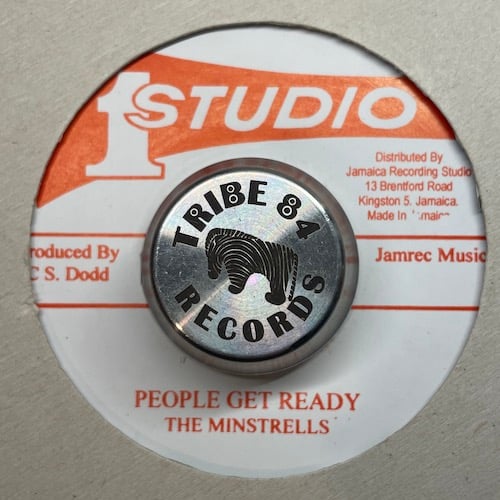 1 STUDIO
Distributed By
Jamaica Recording Studio
13 Brentford Road
Kingston 5. Jamaica.
Made In
TRIBE 84
RECORDS
roduced By
C S. Dodd
Jamrec Music
PEOPLE GET READY
THE MINSTRELLS